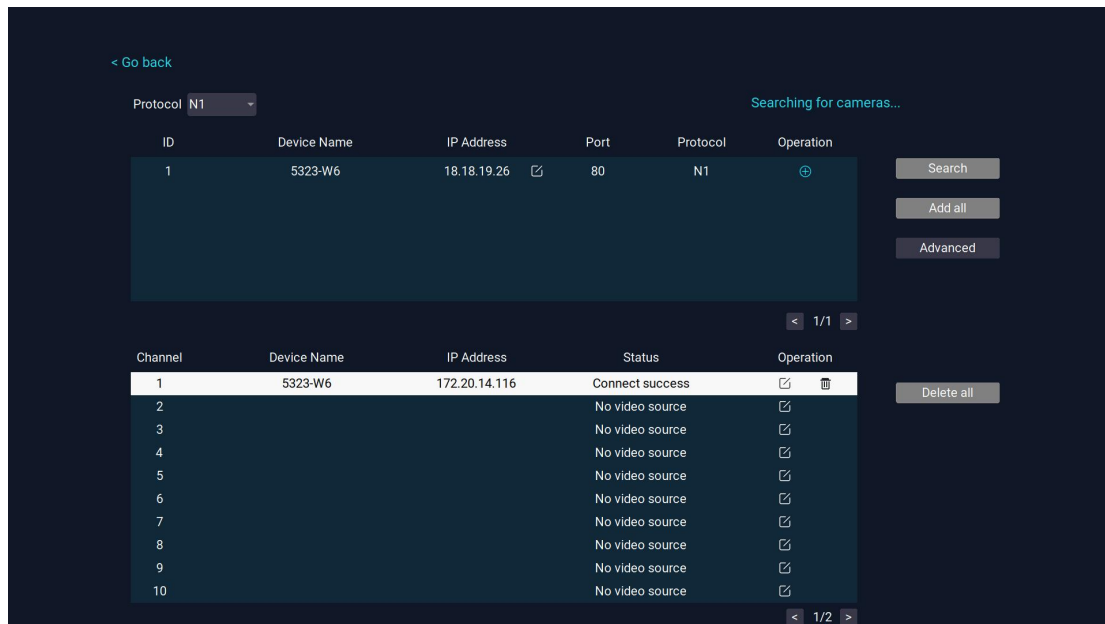 < Go back
Protocol N1
Searching for cameras...
ID Device Name IP Address Port Protocol Operation
1 5323-W6 18.18.19.26 80 N1
Search
Add all
Advanced
< 1/1 >
Channel Device Name IP Address Status Operation
1 5323-W6 172.20.14.116 Connect success
Delete all
2 No video source
3 No video source
4 No video source
5 No video source
6 No video source
7 No video source
8 No video source
9 No video source
10 No video source
< 1/2 >